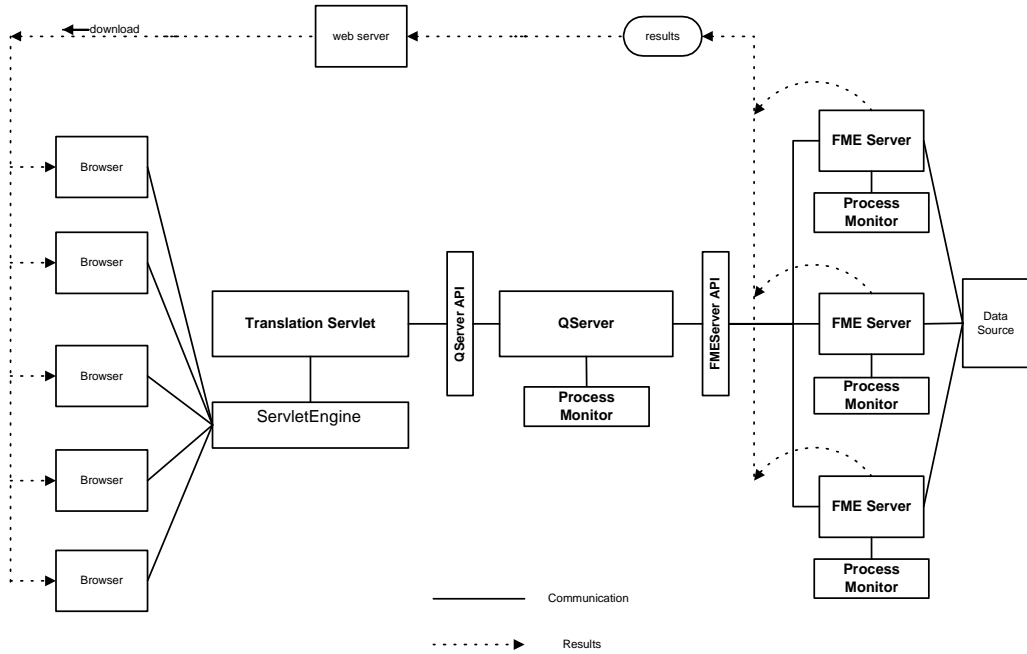 download
web server
results
FME Server
Process
Monitor
Browser
Browser
Translation Servlet
QServer API
QServer
FMEServer API
FME Server
Data
Source
Process
Monitor
Process
Monitor
Browser
ServletEngine
Browser
FME Server
Browser
Process
Monitor
Communication
Results